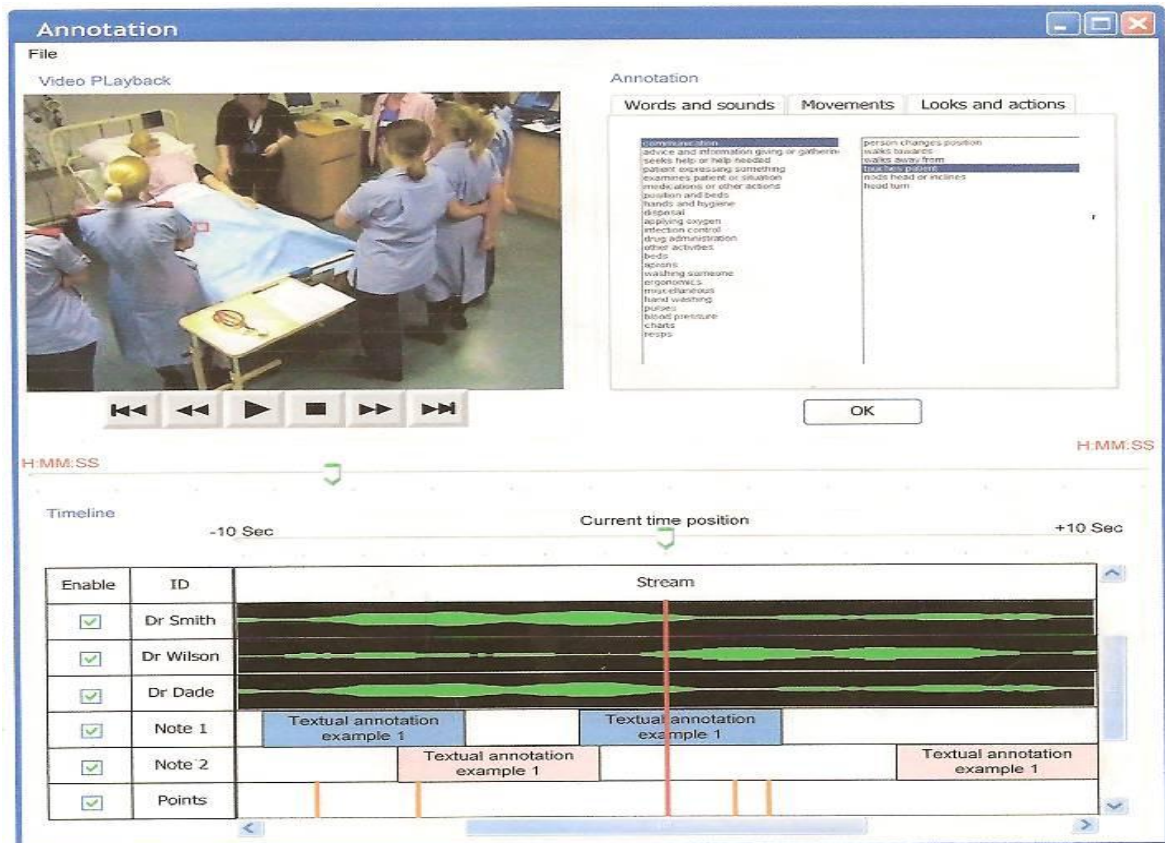 Annotation
File
Video PLayback
Annotation
Words and sounds
Movements
Looks and actions
communication
advice and information giving or gatherin
seeks help or help needed
patient expressing something
examines patient or situation
medications or other actions
position and beds
hands and hygiene
disposal
applying oxygen
infection control
drug administration
other activities
beds
aprons
washing someone
ergonomics
miscellaneous
hand washing
pulses
blood pressure
charts
resps
person changes position
walks towards
walks away from
touches patient
nods head or inclines
head turn
OK
H:MM:SS
H:MM:SS
Timeline
-10 Sec
Current time position
+10 Sec
Enable
ID
Stream
Dr Smith
Dr Wilson
Dr Dade
Note 1
Textual annotation
example 1
Textual annotation
example 1
Note 2
Textual annotation
example 1
Textual annotation
example 1
Points